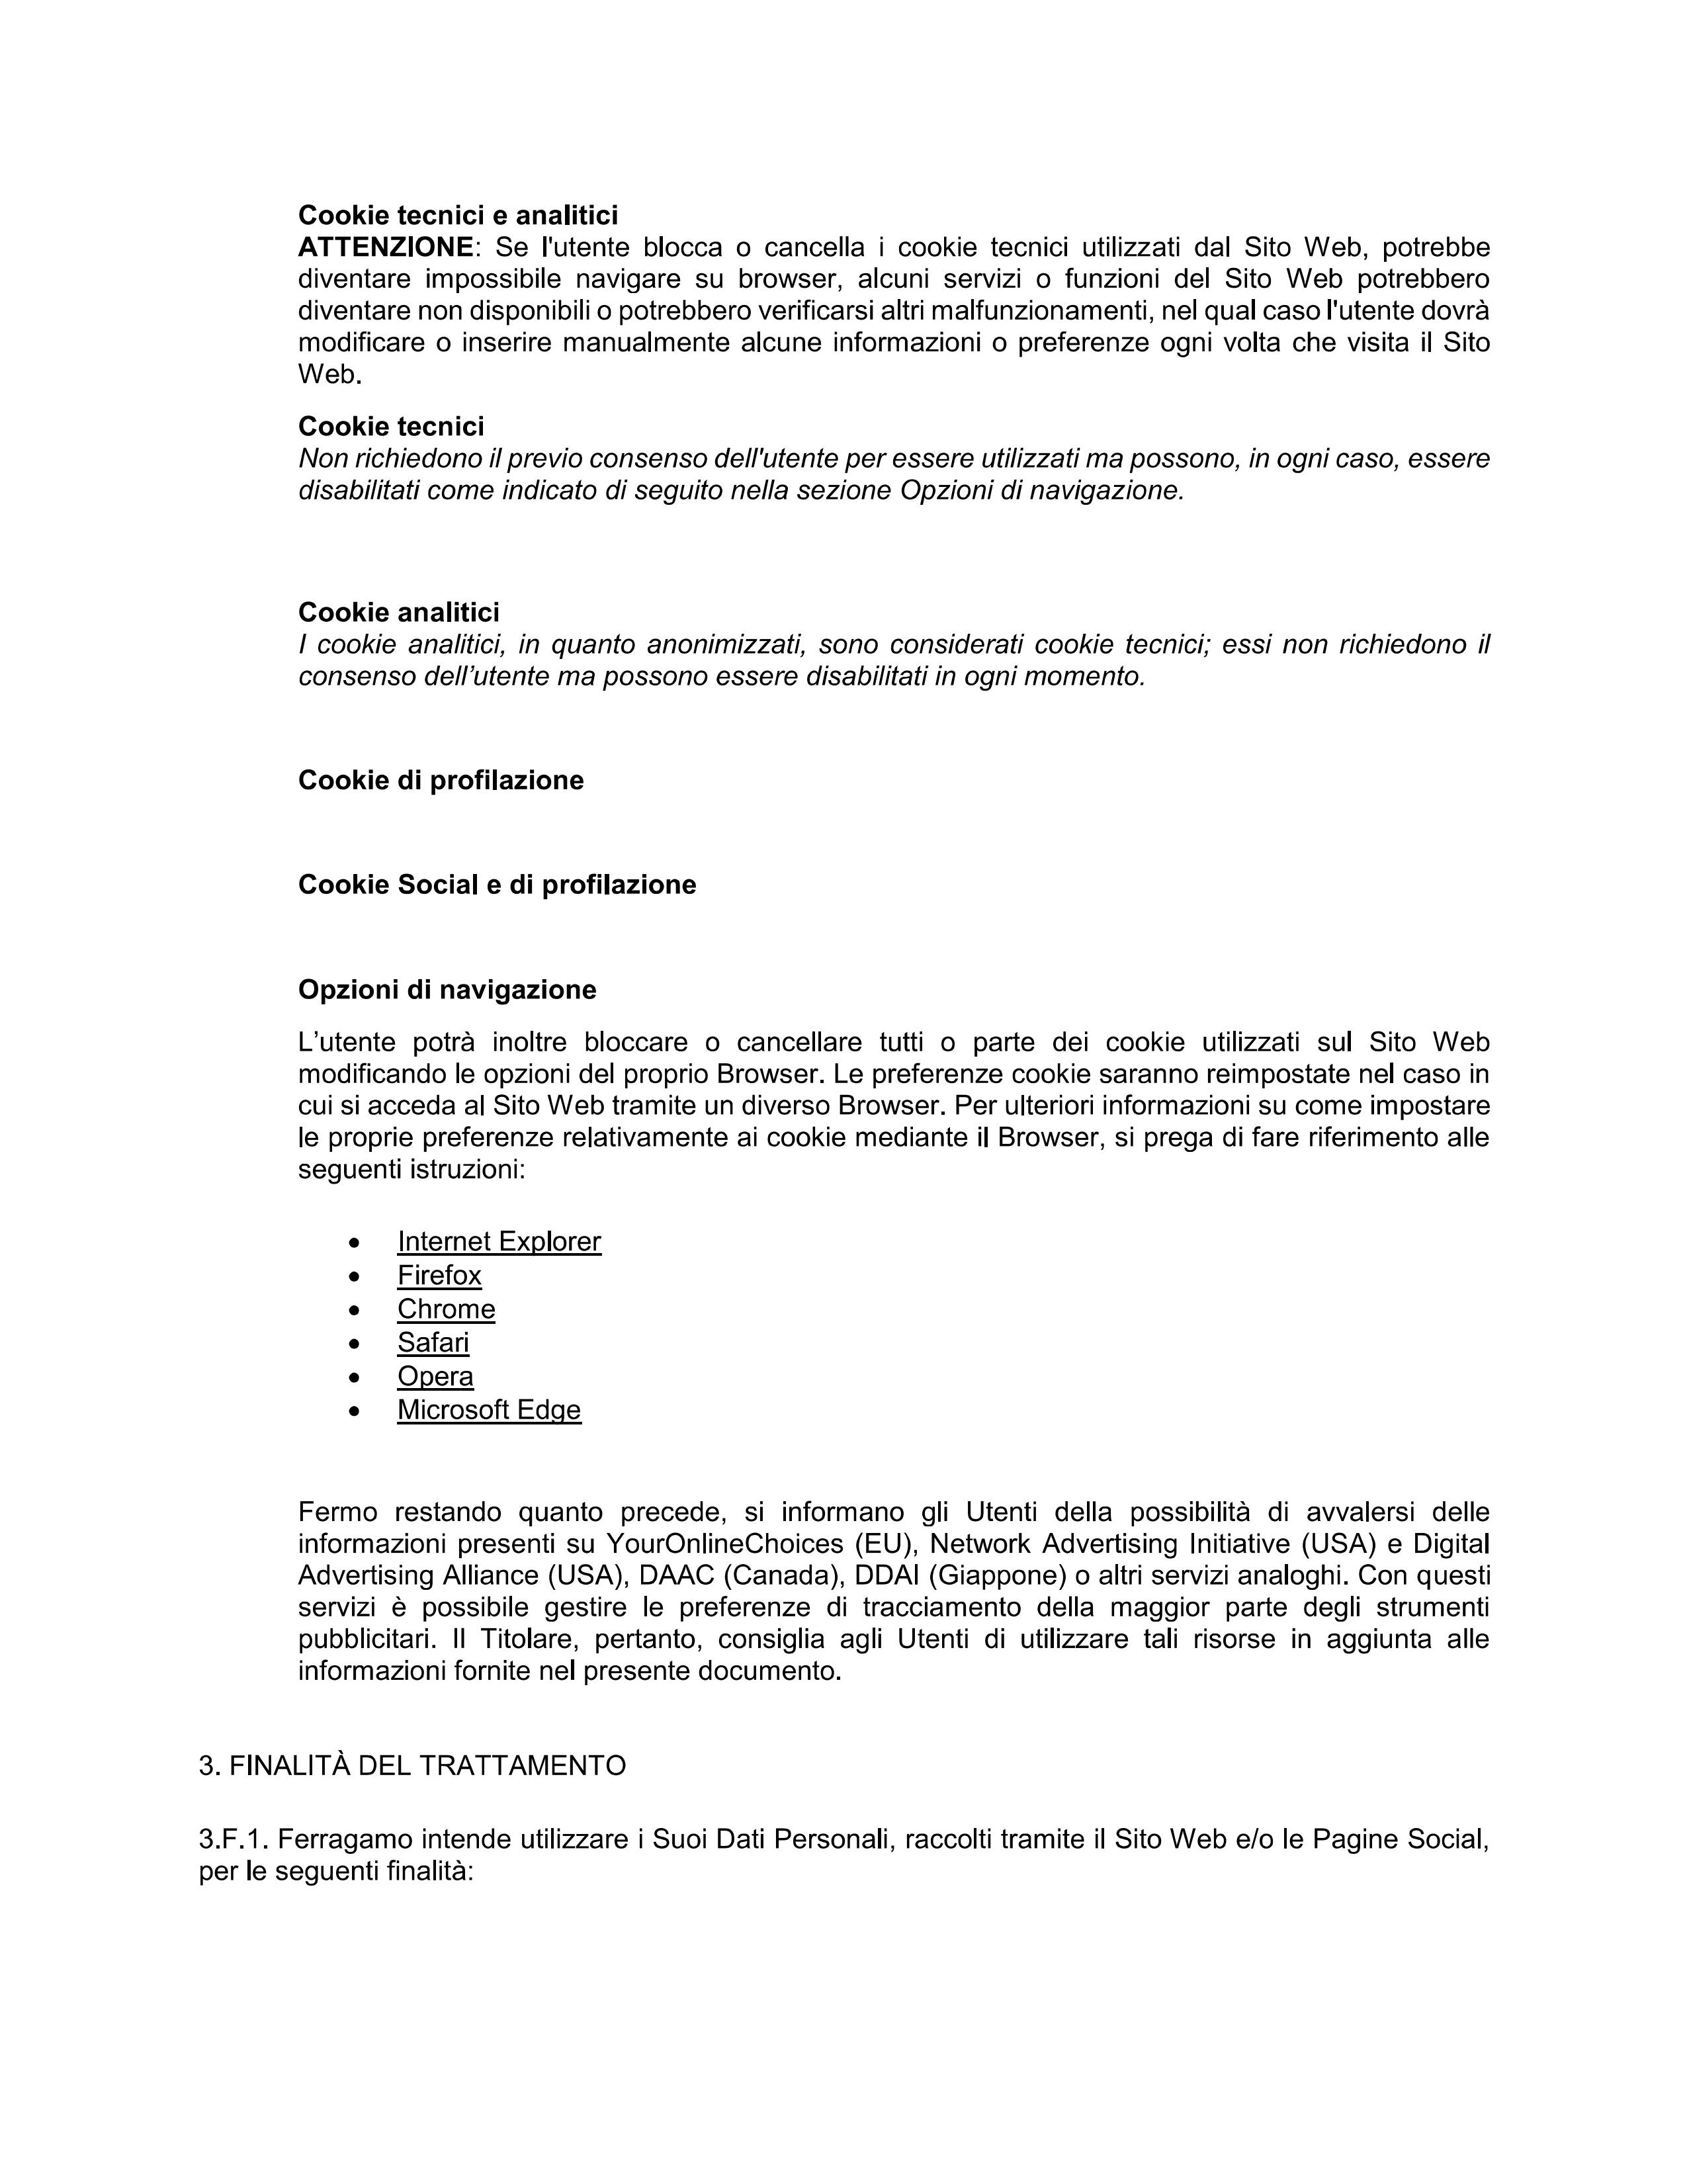 Cookie tecnici e analitici
ATTENZIONE: Se l'utente blocca o cancella i cookie tecnici utilizzati dal Sito Web, potrebbe
diventare impossibile navigare su browser, alcuni servizi o funzioni del Sito Web potrebbero
diventare non disponibili o potrebbero verificarsi altri malfunzionamenti, nel qual caso l'utente dovrà
modificare o inserire manualmente alcune informazioni o preferenze ogni volta che visita il Sito
Web.
Cookie tecnici
Non richiedono il previo consenso dell'utente per essere utilizzati ma possono, in ogni caso, essere
disabilitati come indicato di seguito nella sezione Opzioni di navigazione.
Cookie analitici
I cookie analitici, in quanto anonimizzati, sono considerati cookie tecnici; essi non richiedono il
consenso dell’utente ma possono essere disabilitati in ogni momento.
Cookie di profilazione
Cookie Social e di profilazione
Opzioni di navigazione
L’utente potrà inoltre bloccare o cancellare tutti o parte dei cookie utilizzati sul Sito Web
modificando le opzioni del proprio Browser. Le preferenze cookie saranno reimpostate nel caso in
cui si acceda al Sito Web tramite un diverso Browser. Per ulteriori informazioni su come impostare
le proprie preferenze relativamente ai cookie mediante il Browser, si prega di fare riferimento alle
seguenti istruzioni:
• Internet Explorer
• Firefox
• Chrome
• Safari
• Opera
• Microsoft Edge
Fermo restando quanto precede, si informano gli Utenti della possibilità di avvalersi delle
informazioni presenti su YourOnlineChoices (EU), Network Advertising Initiative (USA) e Digital
Advertising Alliance (USA), DAAC (Canada), DDAI (Giappone) o altri servizi analoghi. Con questi
servizi è possibile gestire le preferenze di tracciamento della maggior parte degli strumenti
pubblicitari. Il Titolare, pertanto, consiglia agli Utenti di utilizzare tali risorse in aggiunta alle
informazioni fornite nel presente documento.
3. FINALITÀ DEL TRATTAMENTO
3.F.1. Ferragamo intende utilizzare i Suoi Dati Personali, raccolti tramite il Sito Web e/o le Pagine Social,
per le seguenti finalità: